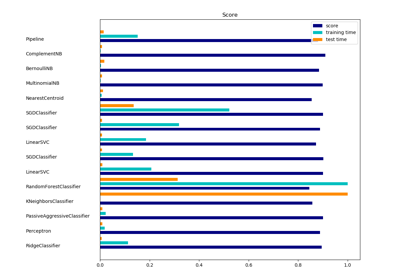 Score
score
training time
test time
Pipeline
ComplementNB
BernoulliNB
MultinomialNB
NearestCentroid
SGDClassifier
SGDClassifier
LinearSVC
SGDClassifier
LinearSVC
RandomForestClassifier
KNeighborsClassifier
PassiveAggressiveClassifier
Perceptron
RidgeClassifier
0.0 0.2 0.4 0.6 0.8 1.0